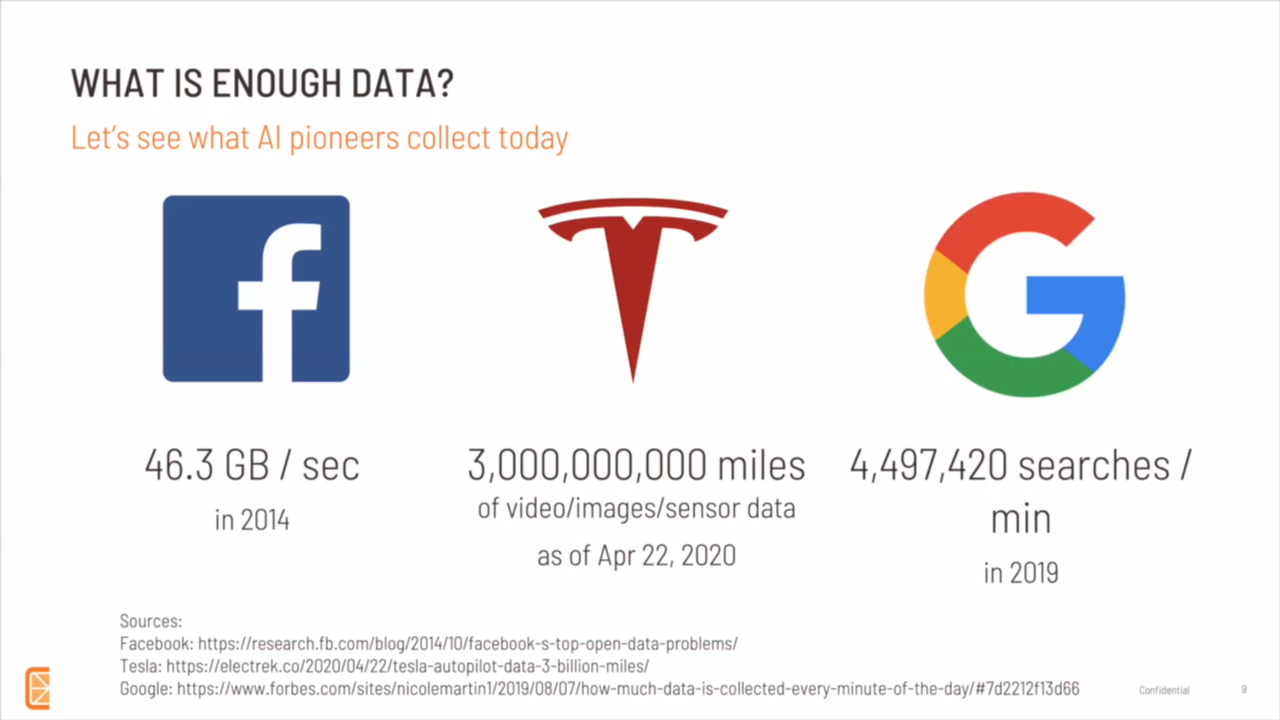 WHAT IS ENOUGH DATA?
Let's see what AI pioneers collect today
46.3 GB / sec
in 2014
3,000,000,000 miles
of video/images/sensor data
as of Apr 22, 2020
4,497,420 searches /
min
in 2019
Sources:
Facebook: https://research.fb.com/blog/2014/10/facebook-s-top-open-data-problems/
Tesla: https://electrek.co/2020/04/22/tesla-autopilot-data-3-billion-miles/
Google: https://www.forbes.com/sites/nicolemartin1/2019/08/07/how-much-data-is-collected-every-minute-of-the-day/#7d2212f13d66
Confidential
9